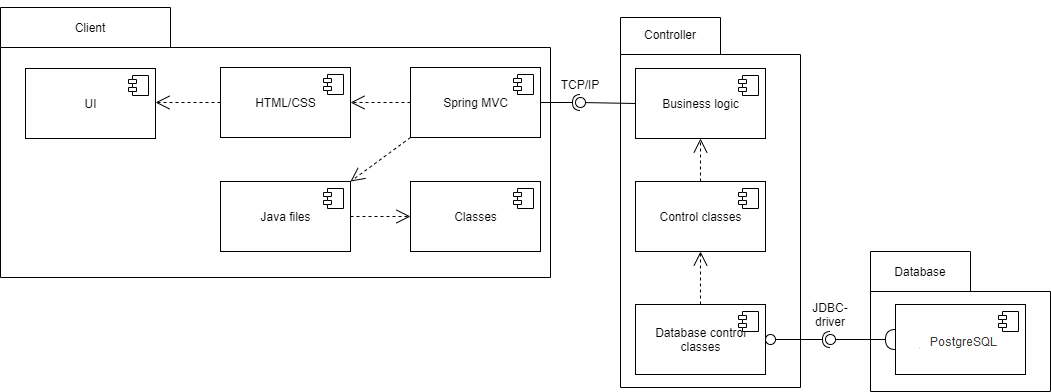 Client
Controller
UI
HTML/CSS
Spring MVC
TCP/IP
Business logic
Java files
Classes
Control classes
Database
Database control
classes
JDBC-
driver
PostgreSQL